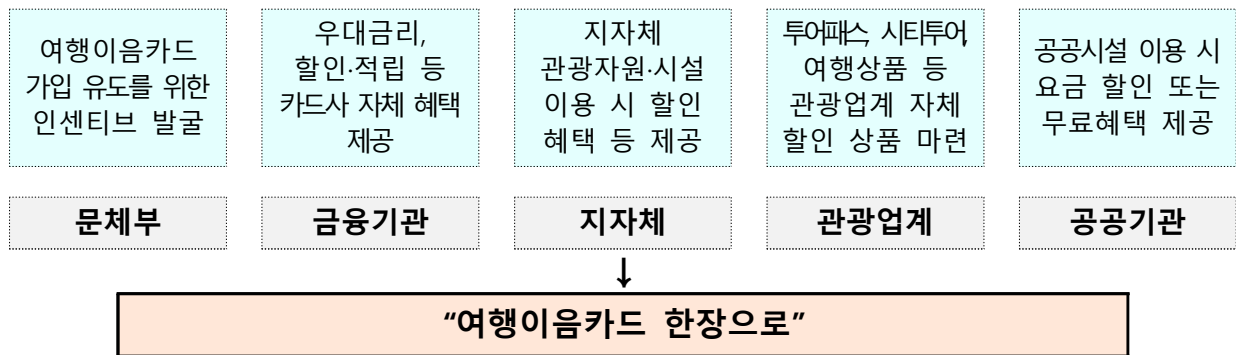 여행이음카드
가입 유도를 위한
인센티브 발굴
우대금리,
할인·적립 등
카드사 자체 혜택
제공
지자체
관광자원·시설
이용 시 할인
혜택 등 제공
투어패스, 시티투어,
여행상품 등
관광업계 자체
할인 상품 마련
공공시설 이용 시
요금 할인 또는
무료혜택 제공
문체부
금융기관
지자체
관광업계
공공기관
↓
“여행이음카드 한장으로”